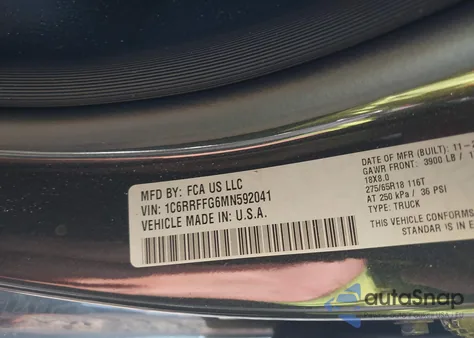 MFD BY: FCA US LLC
VIN: 1C6RRFFG6MN592041
VEHICLE MADE IN U.S.A.
DATE OF MFR (BUILT): 11-2
GAWR FRONT: 3900 LB / 1
18X8.0
275/65R18 116T
AT 250 kPa / 36 PSI
TYPE: TRUCK
THIS VEHICLE CONFORMS
STANDAR IS IN E
autoSnap